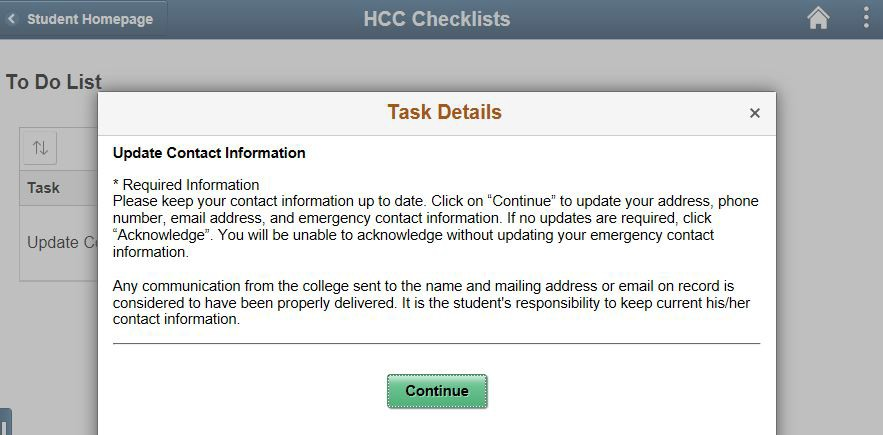 Student Homepage
HCC Checklists
To Do List
Task Details
×
Task
Update Co
Update Contact Information
* Required Information
Please keep your contact information up to date. Click on “Continue” to update your address, phone
number, email address, and emergency contact information. If no updates are required, click
“Acknowledge”. You will be unable to acknowledge without updating your emergency contact
information.
Any communication from the college sent to the name and mailing address or email on record is
considered to have been properly delivered. It is the student's responsibility to keep current his/her
contact information.
Continue